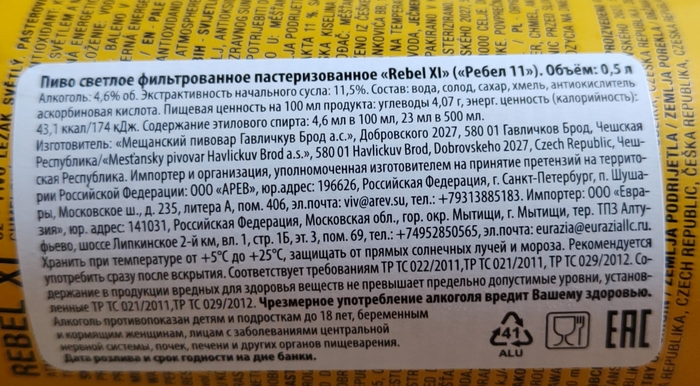 Пиво светлое фильтрованное пастеризованное «Rebel XI» («Ребел 11»). Объём: 0,5 л
Алкоголь: 4,6% об. Экстрактивность начального сусла: 11,5%. Состав: вода, солод, сахар, хмель, антиокислитель
аскорбиновая кислота. Пищевая ценность на 100 мл продукта: углеводы 4,07 г, энерг. ценность (калорийность):
43,1 ккал/174 кДж. Содержание этилового спирта: 4,6 мл в 100 мл, 23 мл в 500 мл.
Изготовитель: «Мещанский пивовар Гавличкув Брод а.с.», Добровского 2027, 580 01 Гавличков Брод, Чешская
Республика/«Mesťansky pivovar Havlickuv Brod a.s.», 580 01 Havlickuv Brod, Dobrovskeho 2027, Czech Republic, Чеш-
ская Республика. Импортер и организация, уполномоченная изготовителем на принятие претензий на террито-
рии Российской Федерации: ООО «АРЕВ», юр.адрес: 196626, Российская Федерация, г. Санкт-Петербург, п. Шуша-
ры, Московское ш., д. 235, литера А, пом. 406, эл.почта: viv@arev.su, тел.: +79313885183. Импортер: ООО «Евра-
зия», юр. адрес: 141031, Российская Федерация, Московская обл., гор. окр. Мытищи, г. Мытищи, тер. ТПЗ Алту-
фьево, шоссе Липкинское 2-й км, вл. 1, стр. 1Б, эт. 3, пом. 69, тел.: +74952850565, эл.почта: eurazia@euraziallc.ru.
Хранить при температуре от +5°C до +25°C, защищать от прямых солнечных лучей и мороза. Рекомендуется
употребить сразу после вскрытия. Соответствует требованиям ТР ТС 022/2011,ТР ТС 021/2011,ТР ТС 029/2012. Со-
держание в продукции вредных для здоровья веществ не превышает предельно допустимые уровни, установ-
ленные ТР ТС 021/2011,ТР ТС 029/2012. Чрезмерное употребление алкоголя вредит Вашему здоровью.
Алкоголь противопоказан детям и подросткам до 18 лет, беременным
и кормящим женщинам, лицам с заболеваниями центральной
нервной системы, почек, печени и других органов пищеварения.
Дата розлива и срок годности на дне банки.
41
ALU
EAC
REBEL XI